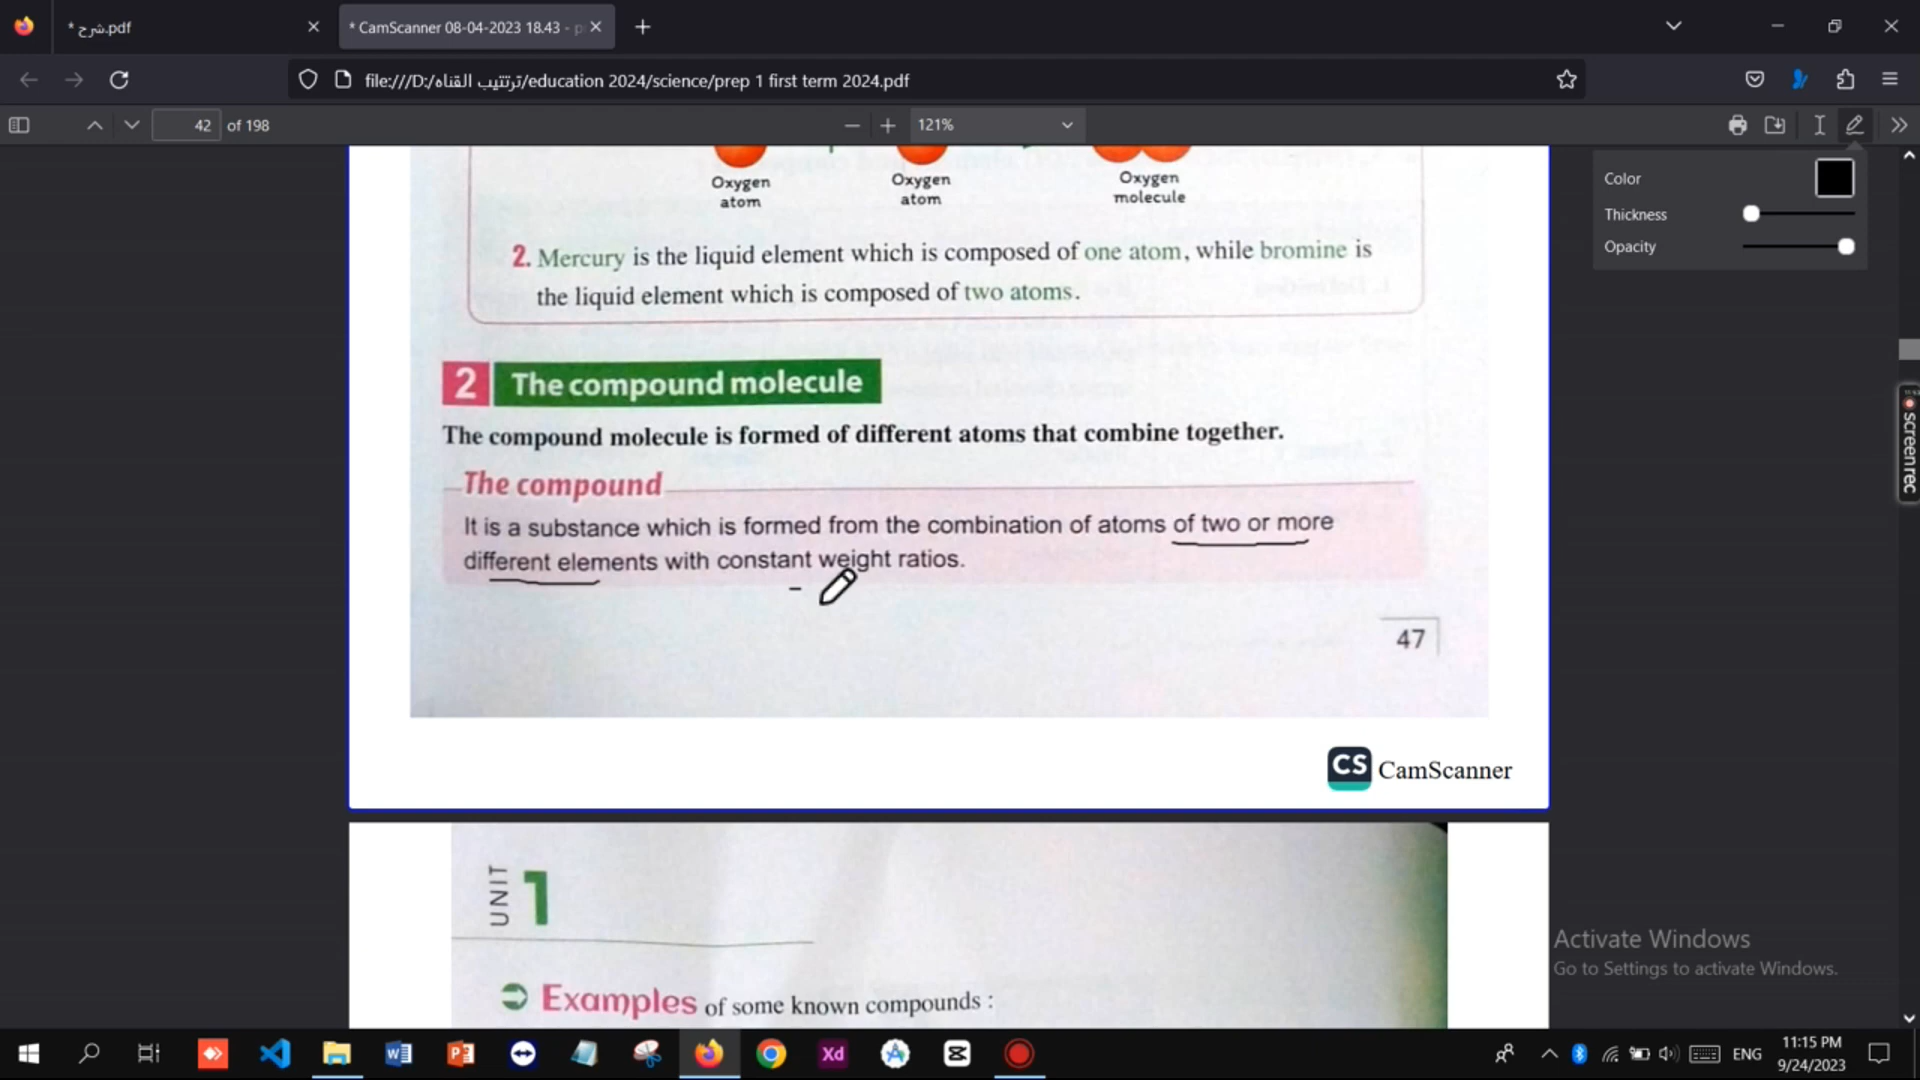 * شرح.pdf
* CamScanner 08-04-2023 18.43 - p
file:///D:/ترتتيب القناه/education 2024/science/prep 1 first term 2024.pdf
42 of 198
121%
Color
Thickness
Opacity
Oxygen atom
Oxygen atom
Oxygen molecule
2. Mercury is the liquid element which is composed of one atom, while bromine is
the liquid element which is composed of two atoms.
2 The compound molecule
The compound molecule is formed of different atoms that combine together.
The compound
It is a substance which is formed from the combination of atoms of two or more
different elements with constant weight ratios.
47
CS CamScanner
UNIT 1
Examples of some known compounds :
screenrec
Activate Windows
Go to Settings to activate Windows.
Xd
ENG
11:15 PM
9/24/2023